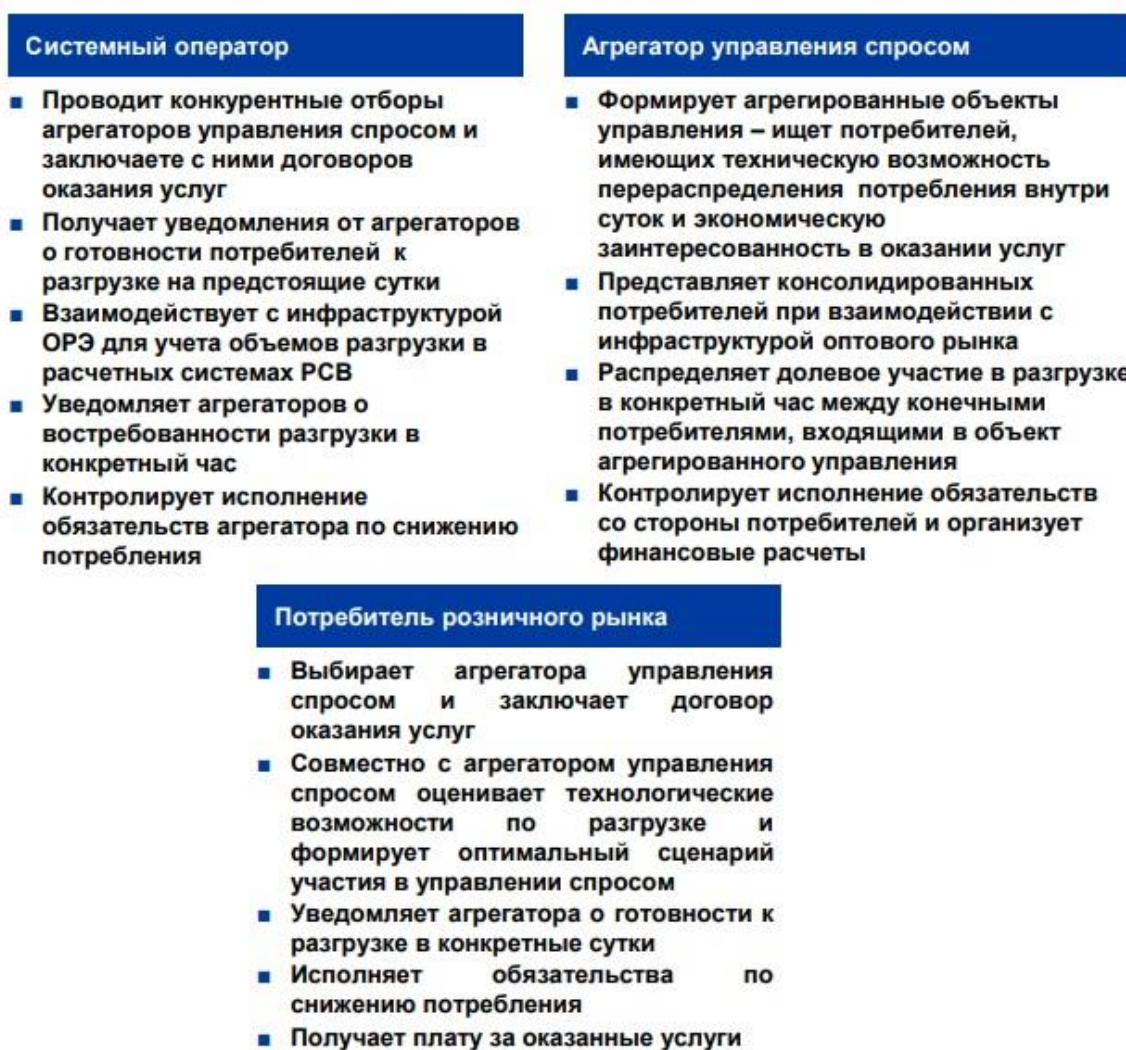 Системный оператор
■ Проводит конкурентные отборы
агрегаторов управления спросом и
заключаете с ними договоров
оказания услуг
■ Получает уведомления от агрегаторов
о готовности потребителей к
разгрузке на предстоящие сутки
■ Взаимодействует с инфраструктурой
ОРЭ для учета объемов разгрузки в
расчетных системах РСВ
■ Уведомляет агрегаторов о
востребованности разгрузки в
конкретный час
■ Контролирует исполнение
обязательств агрегатора по снижению
потребления
Агрегатор управления спросом
■ Формирует агрегированные объекты
управления – ищет потребителей,
имеющих техническую возможность
перераспределения потребления внутри
суток и экономическую
заинтересованность в оказании услуг
■ Представляет консолидированных
потребителей при взаимодействии с
инфраструктурой оптового рынка
■ Распределяет долевое участие в разгрузке
в конкретный час между конечными
потребителями, входящими в объект
агрегированного управления
■ Контролирует исполнение обязательств
со стороны потребителей и организует
финансовые расчеты
Потребитель розничного рынка
■ Выбирает агрегатора управления
спросом и заключает договор
оказания услуг
■ Совместно с агрегатором управления
спросом оценивает технологические
возможности по разгрузке и
формирует оптимальный сценарий
участия в управлении спросом
■ Уведомляет агрегатора о готовности к
разгрузке в конкретные сутки
■ Исполняет обязательства по
снижению потребления
■ Получает плату за оказанные услуги